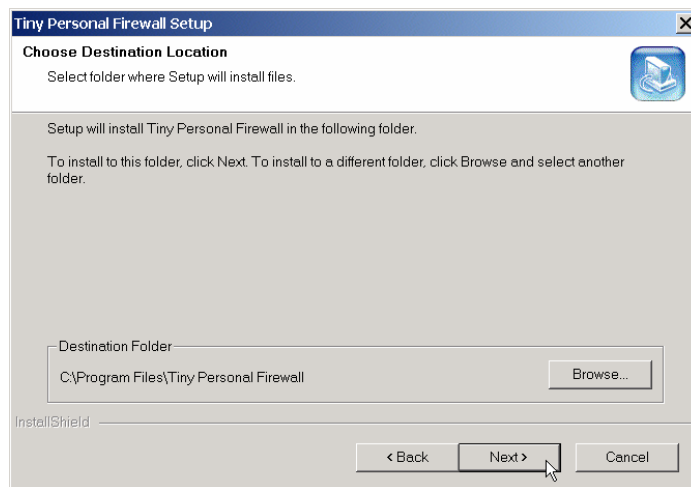 Tiny Personal Firewall Setup
Choose Destination Location
Select folder where Setup will install files.
Setup will install Tiny Personal Firewall in the following folder.
To install to this folder, click Next. To install to a different folder, click Browse and select another
folder.
Destination Folder
C:\Program Files\Tiny Personal Firewall
Browse...
InstallShield
< Back
Next >
Cancel